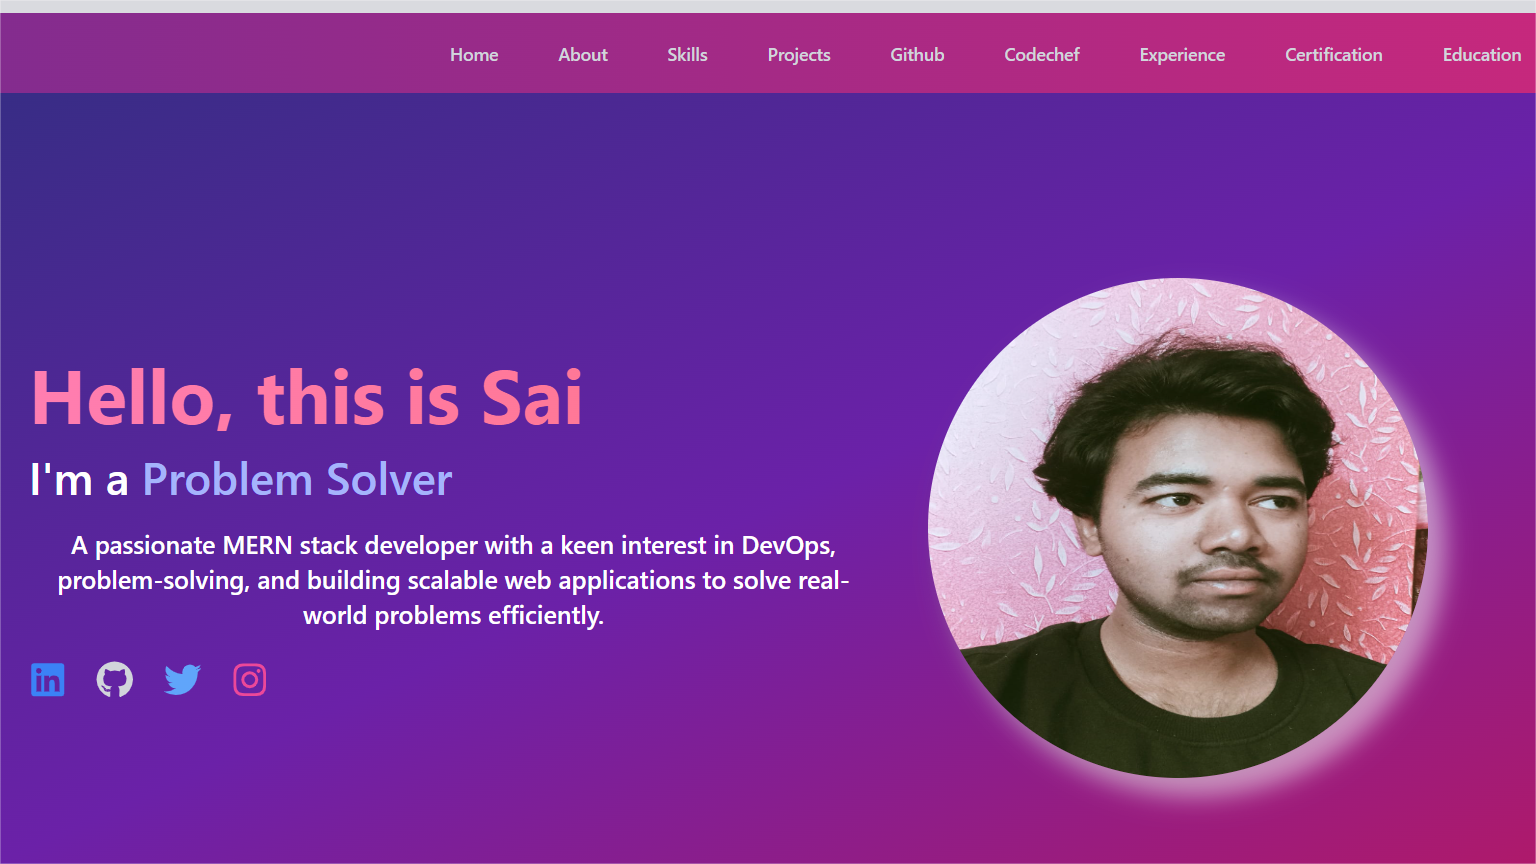 Home About Skills Projects Github Codechef Experience Certification Education
Hello, this is Sai
I'm a Problem Solver
A passionate MERN stack developer with a keen interest in DevOps,
problem-solving, and building scalable web applications to solve real-
world problems efficiently.
in